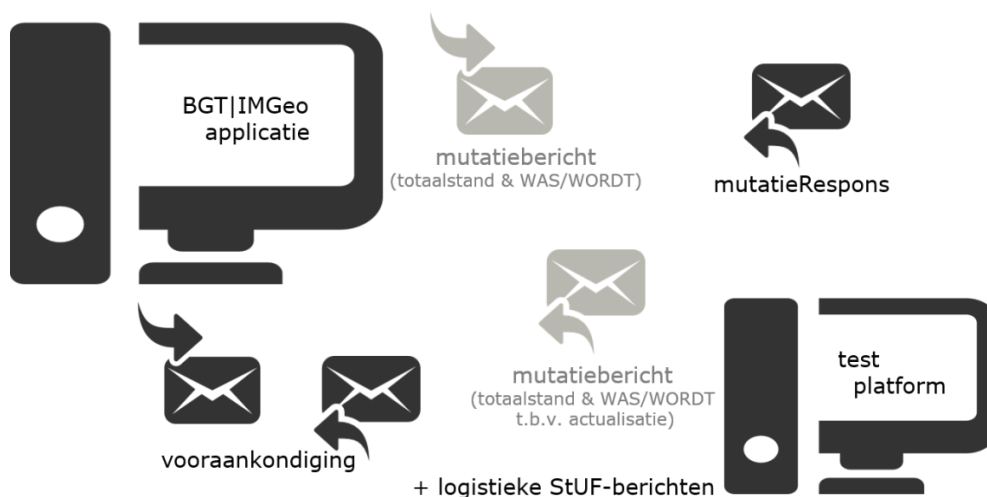 BGT|IMGeo
applicatie
mutatiebericht
(totaalstand & WAS/WORDT)
mutatieRespons
mutatiebericht
(totaalstand & WAS/WORDT
t.b.v. actualisatie)
test
platform
vooraankondiging
+ logistieke StUF-berichten